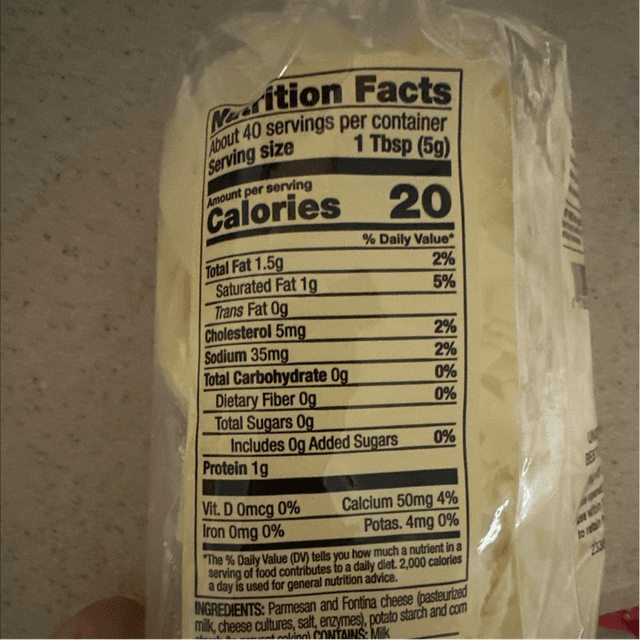 Nutrition Facts
About 40 servings per container
Serving size 1 Tbsp (5g)
Amount per serving
Calories 20
% Daily Value*
Total Fat 1.5g 2%
Saturated Fat 1g 5%
Trans Fat 0g
Cholesterol 5mg 2%
Sodium 35mg 2%
Total Carbohydrate 0g 0%
Dietary Fiber 0g 0%
Total Sugars 0g
Includes 0g Added Sugars 0%
Protein 1g
Vit. D 0mcg 0% Calcium 50mg 4%
Iron 0mg 0% Potas. 4mg 0%
*The % Daily Value (DV) tells you how much a nutrient in a
serving of food contributes to a daily diet. 2,000 calories
a day is used for general nutrition advice.
INGREDIENTS: Parmesan and Fontina cheese (pasteurized
milk, cheese cultures, salt, enzymes), potato starch and corn
starch (to prevent caking) CONTAINS: Milk